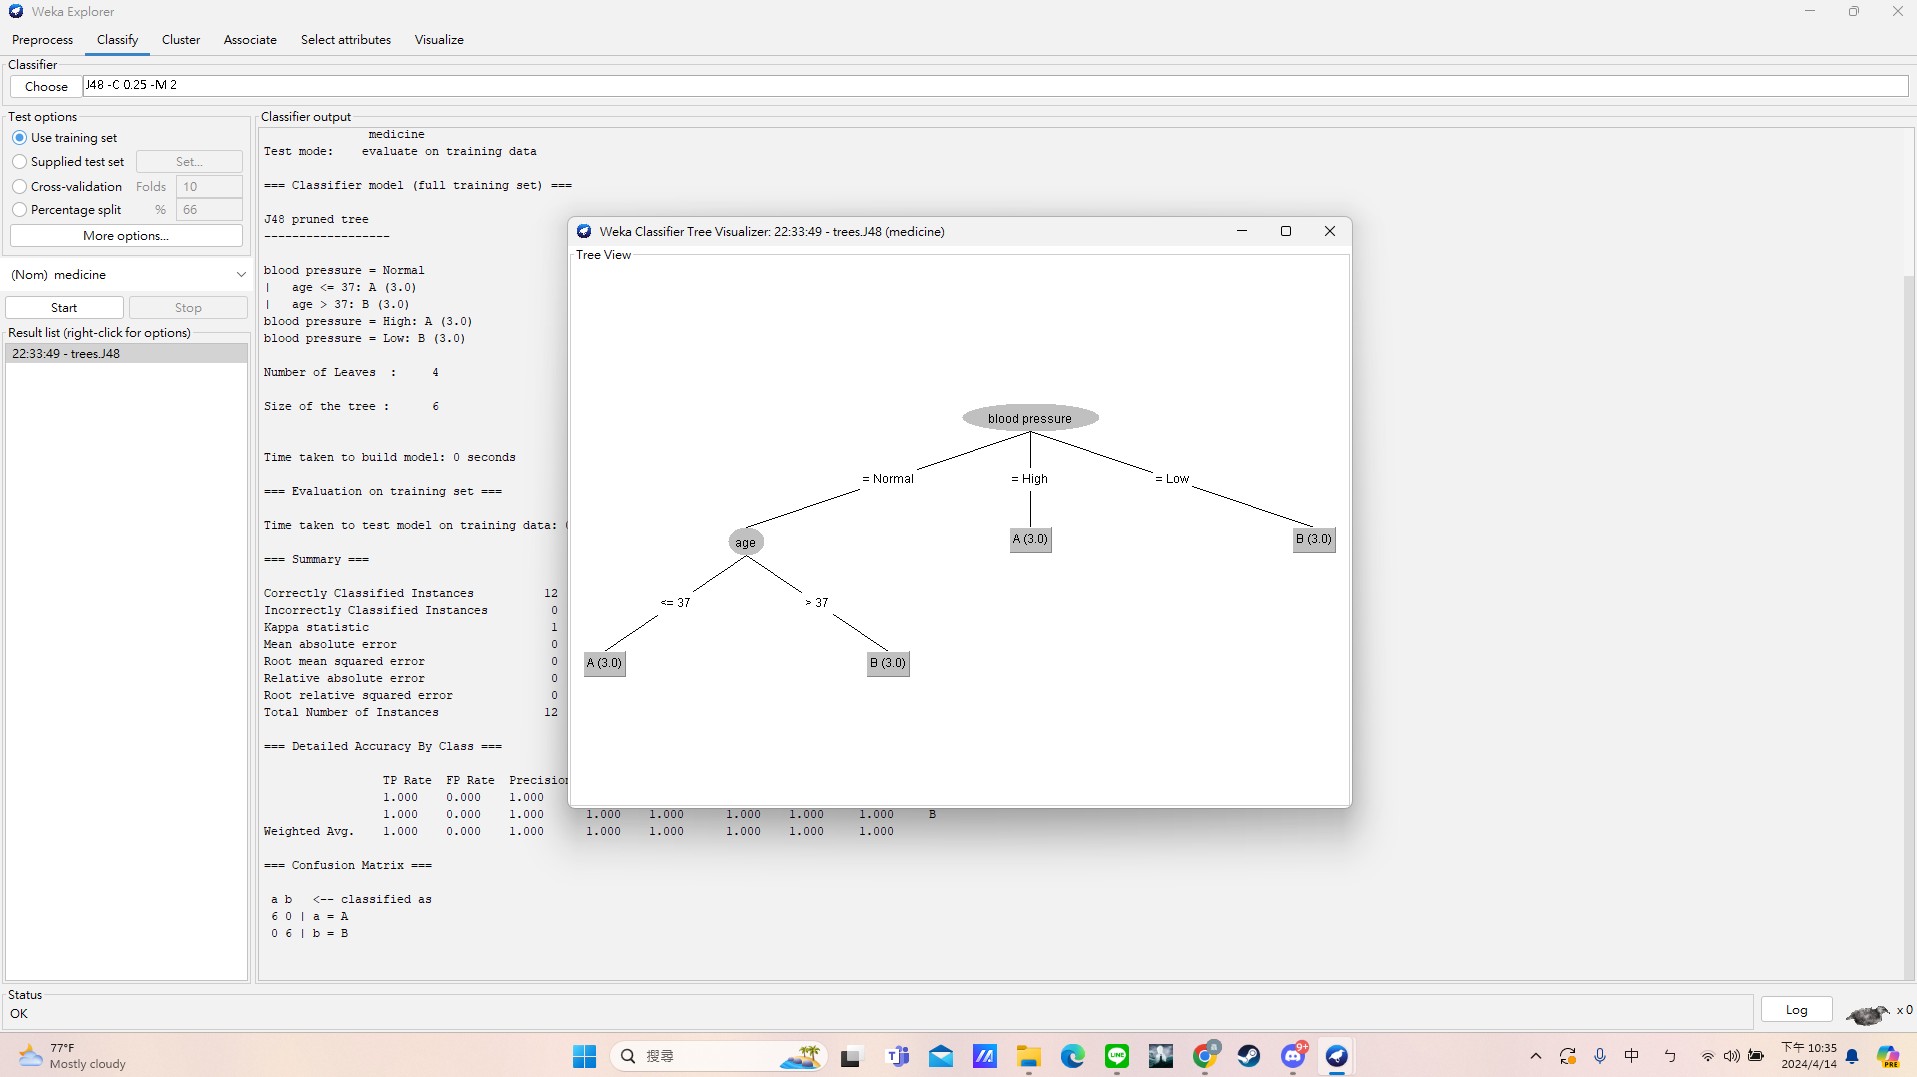 Weka Explorer
Preprocess Classify Cluster Associate Select attributes Visualize
Classifier
Choose J48 -C 0.25 -M 2
Test options
Use training set
Supplied test set Set...
Cross-validation Folds 10
Percentage split % 66
More options...
(Nom) medicine
Start Stop
Result list (right-click for options)
22:33:49 - trees.J48
Classifier output
medicine
Test mode: evaluate on training data
=== Classifier model (full training set) ===
J48 pruned tree
------------------
blood pressure = Normal
| age <= 37: A (3.0)
| age > 37: B (3.0)
blood pressure = High: A (3.0)
blood pressure = Low: B (3.0)
Number of Leaves : 4
Size of the tree : 6
Time taken to build model: 0 seconds
=== Evaluation on training set ===
Time taken to test model on training data:
=== Summary ===
Correctly Classified Instances 12
Incorrectly Classified Instances 0
Kappa statistic 1
Mean absolute error 0
Root mean squared error 0
Relative absolute error 0
Root relative squared error 0
Total Number of Instances 12
=== Detailed Accuracy By Class ===
TP Rate FP Rate Precision
1.000 0.000 1.000
1.000 0.000 1.000 1.000 1.000 1.000 1.000 1.000 B
Weighted Avg. 1.000 0.000 1.000 1.000 1.000 1.000 1.000 1.000
=== Confusion Matrix ===
a b <-- classified as
6 0 | a = A
0 6 | b = B
Weka Classifier Tree Visualizer: 22:33:49 - trees.J48 (medicine)
Tree View
blood pressure
= Normal = High = Low
age A (3.0) B (3.0)
<= 37 > 37
A (3.0) B (3.0)
Status
OK
Log x 0
77°F
Mostly cloudy
搜尋
LINE
9+
中
ㄅ
下午 10:35
2024/4/14
PRE